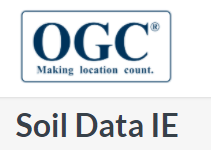 OGC®
Making location count.
Soil Data IE